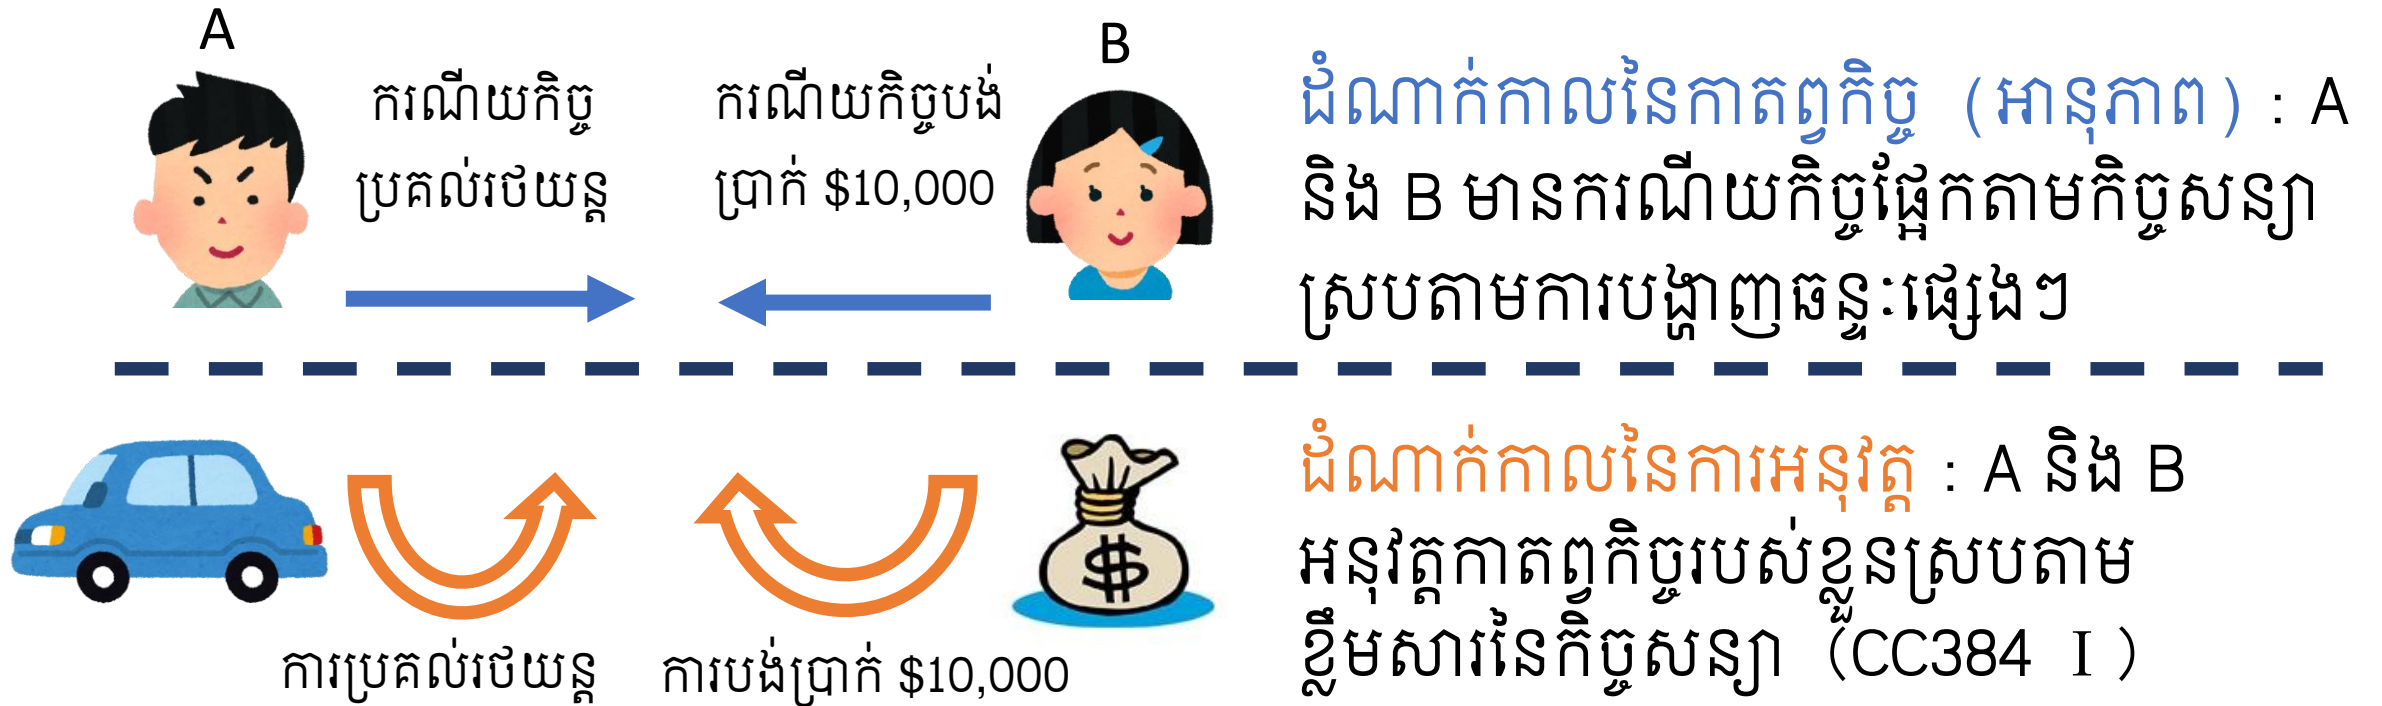 A
B
ករណីយកិច្ច
ប្រគល់រថយន្ត
ករណីយកិច្ចបង់
ប្រាក់ $10,000
ដំណាក់កាលនៃកាតព្វកិច្ច (អានុភាព) : A
និង B មានករណីយកិច្ចផ្អែកតាមកិច្ចសន្យា
ស្របតាមការបង្ហាញឆន្ទៈផ្សេងៗ
ដំណាក់កាលនៃការអនុវត្ត : A និង B
អនុវត្តកាតព្វកិច្ចរបស់ខ្លួនស្របតាម
ខ្លឹមសារនៃកិច្ចសន្យា (CC384 I)
ការប្រគល់រថយន្ត
ការបង់ប្រាក់ $10,000
$